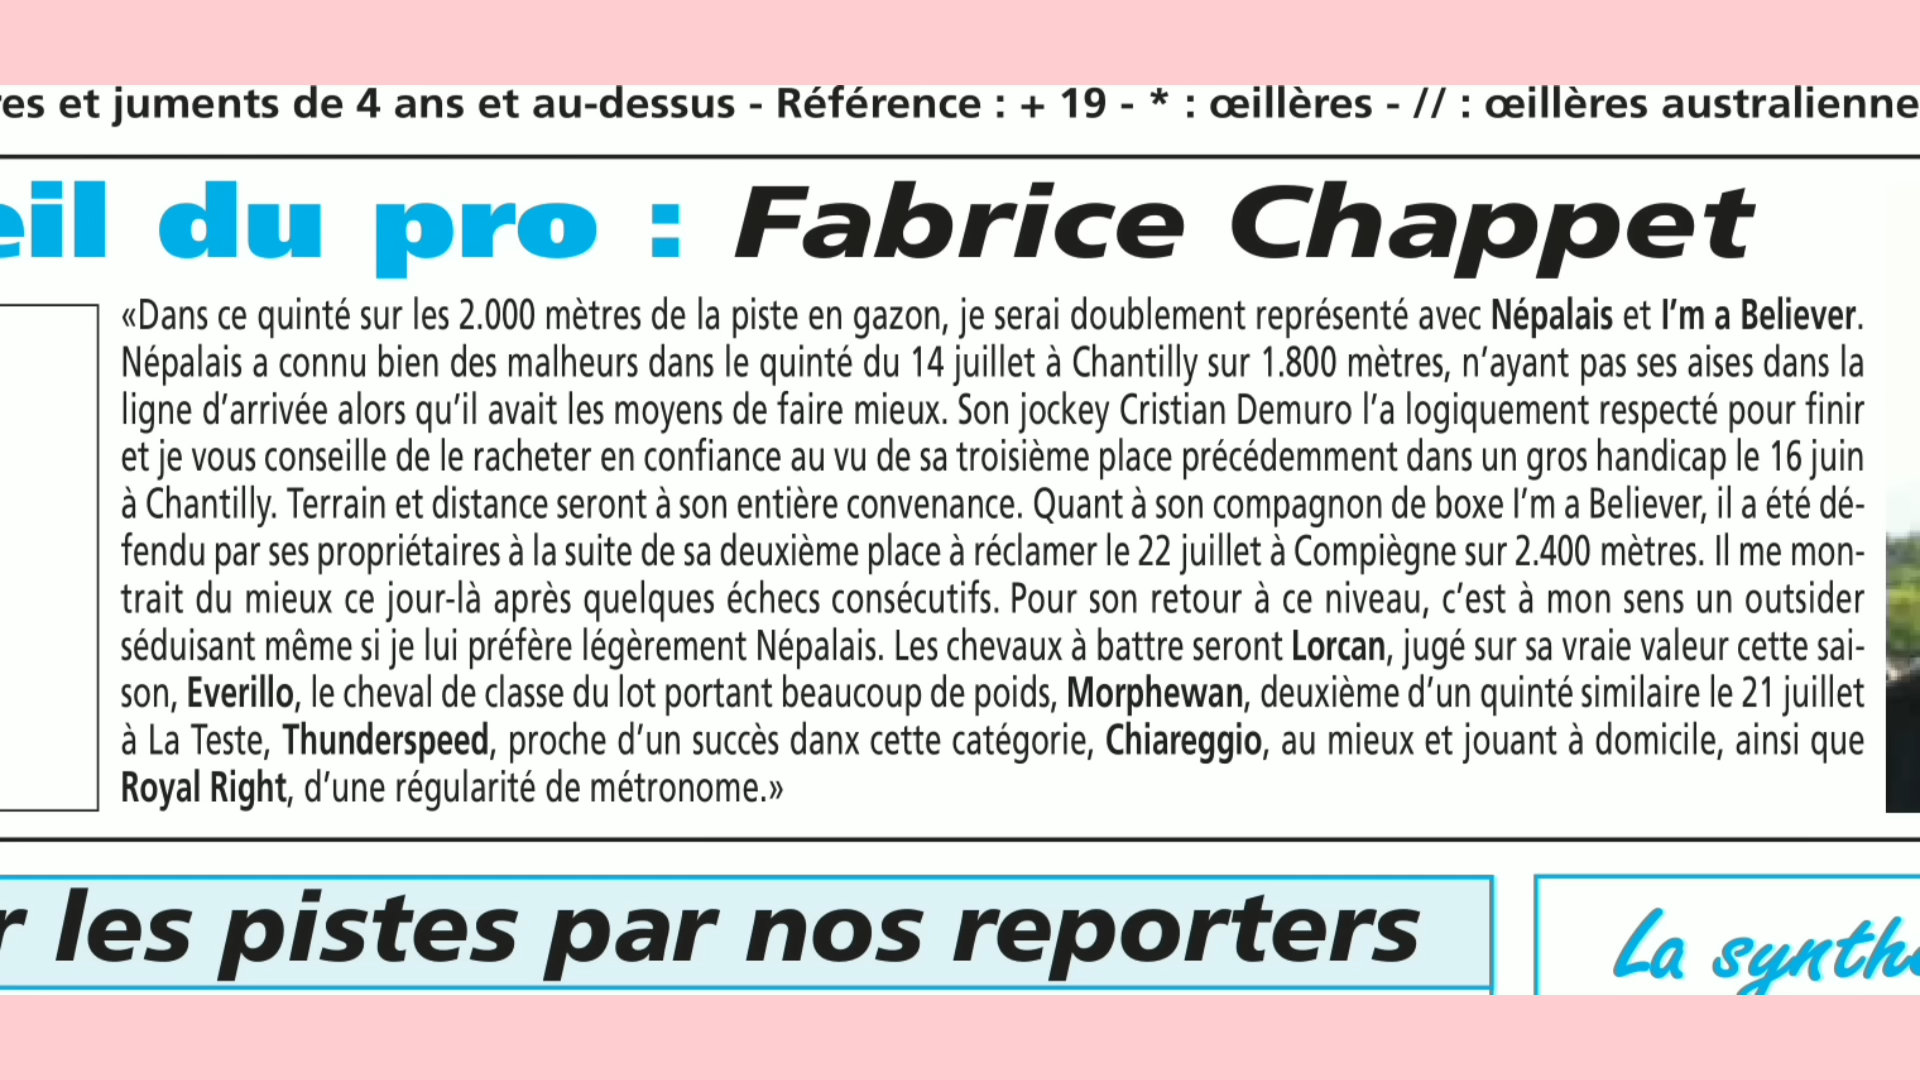 res et juments de 4 ans et au-dessus - Référence : + 19 - * : œillères - // : œillères australienne
eil du pro : Fabrice Chappet
«Dans ce quinté sur les 2.000 mètres de la piste en gazon, je serai doublement représenté avec Népalais et I’m a Believer.
Népalais a connu bien des malheurs dans le quinté du 14 juillet à Chantilly sur 1.800 mètres, n’ayant pas ses aises dans la
ligne d’arrivée alors qu’il avait les moyens de faire mieux. Son jockey Cristian Demuro l’a logiquement respecté pour finir
et je vous conseille de le racheter en confiance au vu de sa troisième place précédemment dans un gros handicap le 16 juin
à Chantilly. Terrain et distance seront à son entière convenance. Quant à son compagnon de boxe I’m a Believer, il a été dé-
fendu par ses propriétaires à la suite de sa deuxième place à réclamer le 22 juillet à Compiègne sur 2.400 mètres. Il me mon-
trait du mieux ce jour-là après quelques échecs consécutifs. Pour son retour à ce niveau, c’est à mon sens un outsider
séduisant même si je lui préfère légèrement Népalais. Les chevaux à battre seront Lorcan, jugé sur sa vraie valeur cette sai-
son, Everillo, le cheval de classe du lot portant beaucoup de poids, Morphewan, deuxième d’un quinté similaire le 21 juillet
à La Teste, Thunderspeed, proche d’un succès danx cette catégorie, Chiareggio, au mieux et jouant à domicile, ainsi que
Royal Right, d’une régularité de métronome.»
r les pistes par nos reporters
La synthè